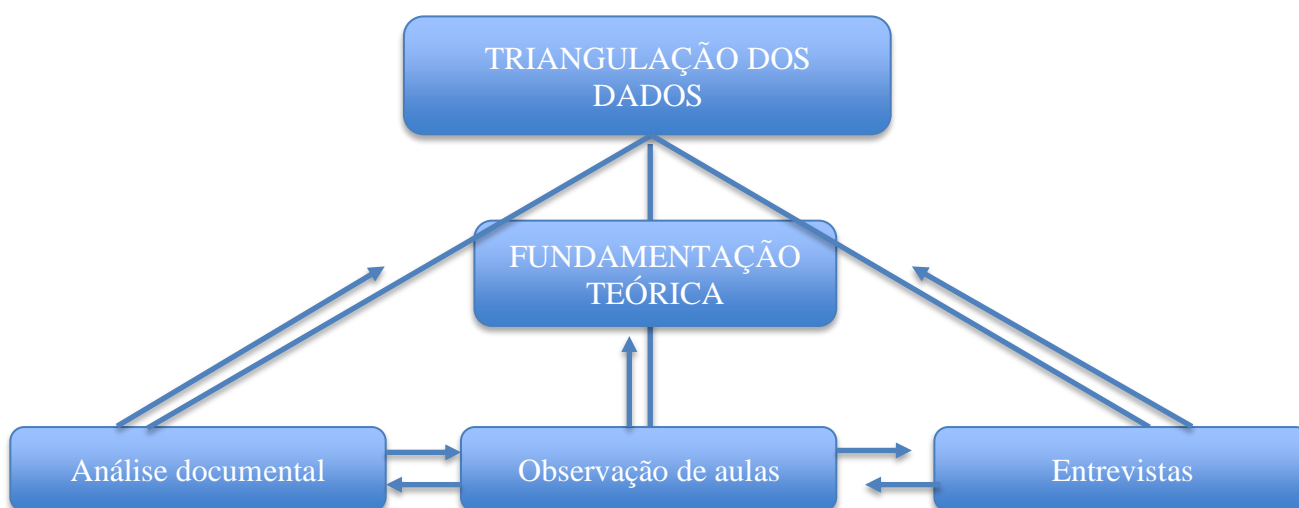 TRIANGULAÇÃO DOS
DADOS
FUNDAMENTAÇÃO
TEÓRICA
Análise documental
Observação de aulas
Entrevistas